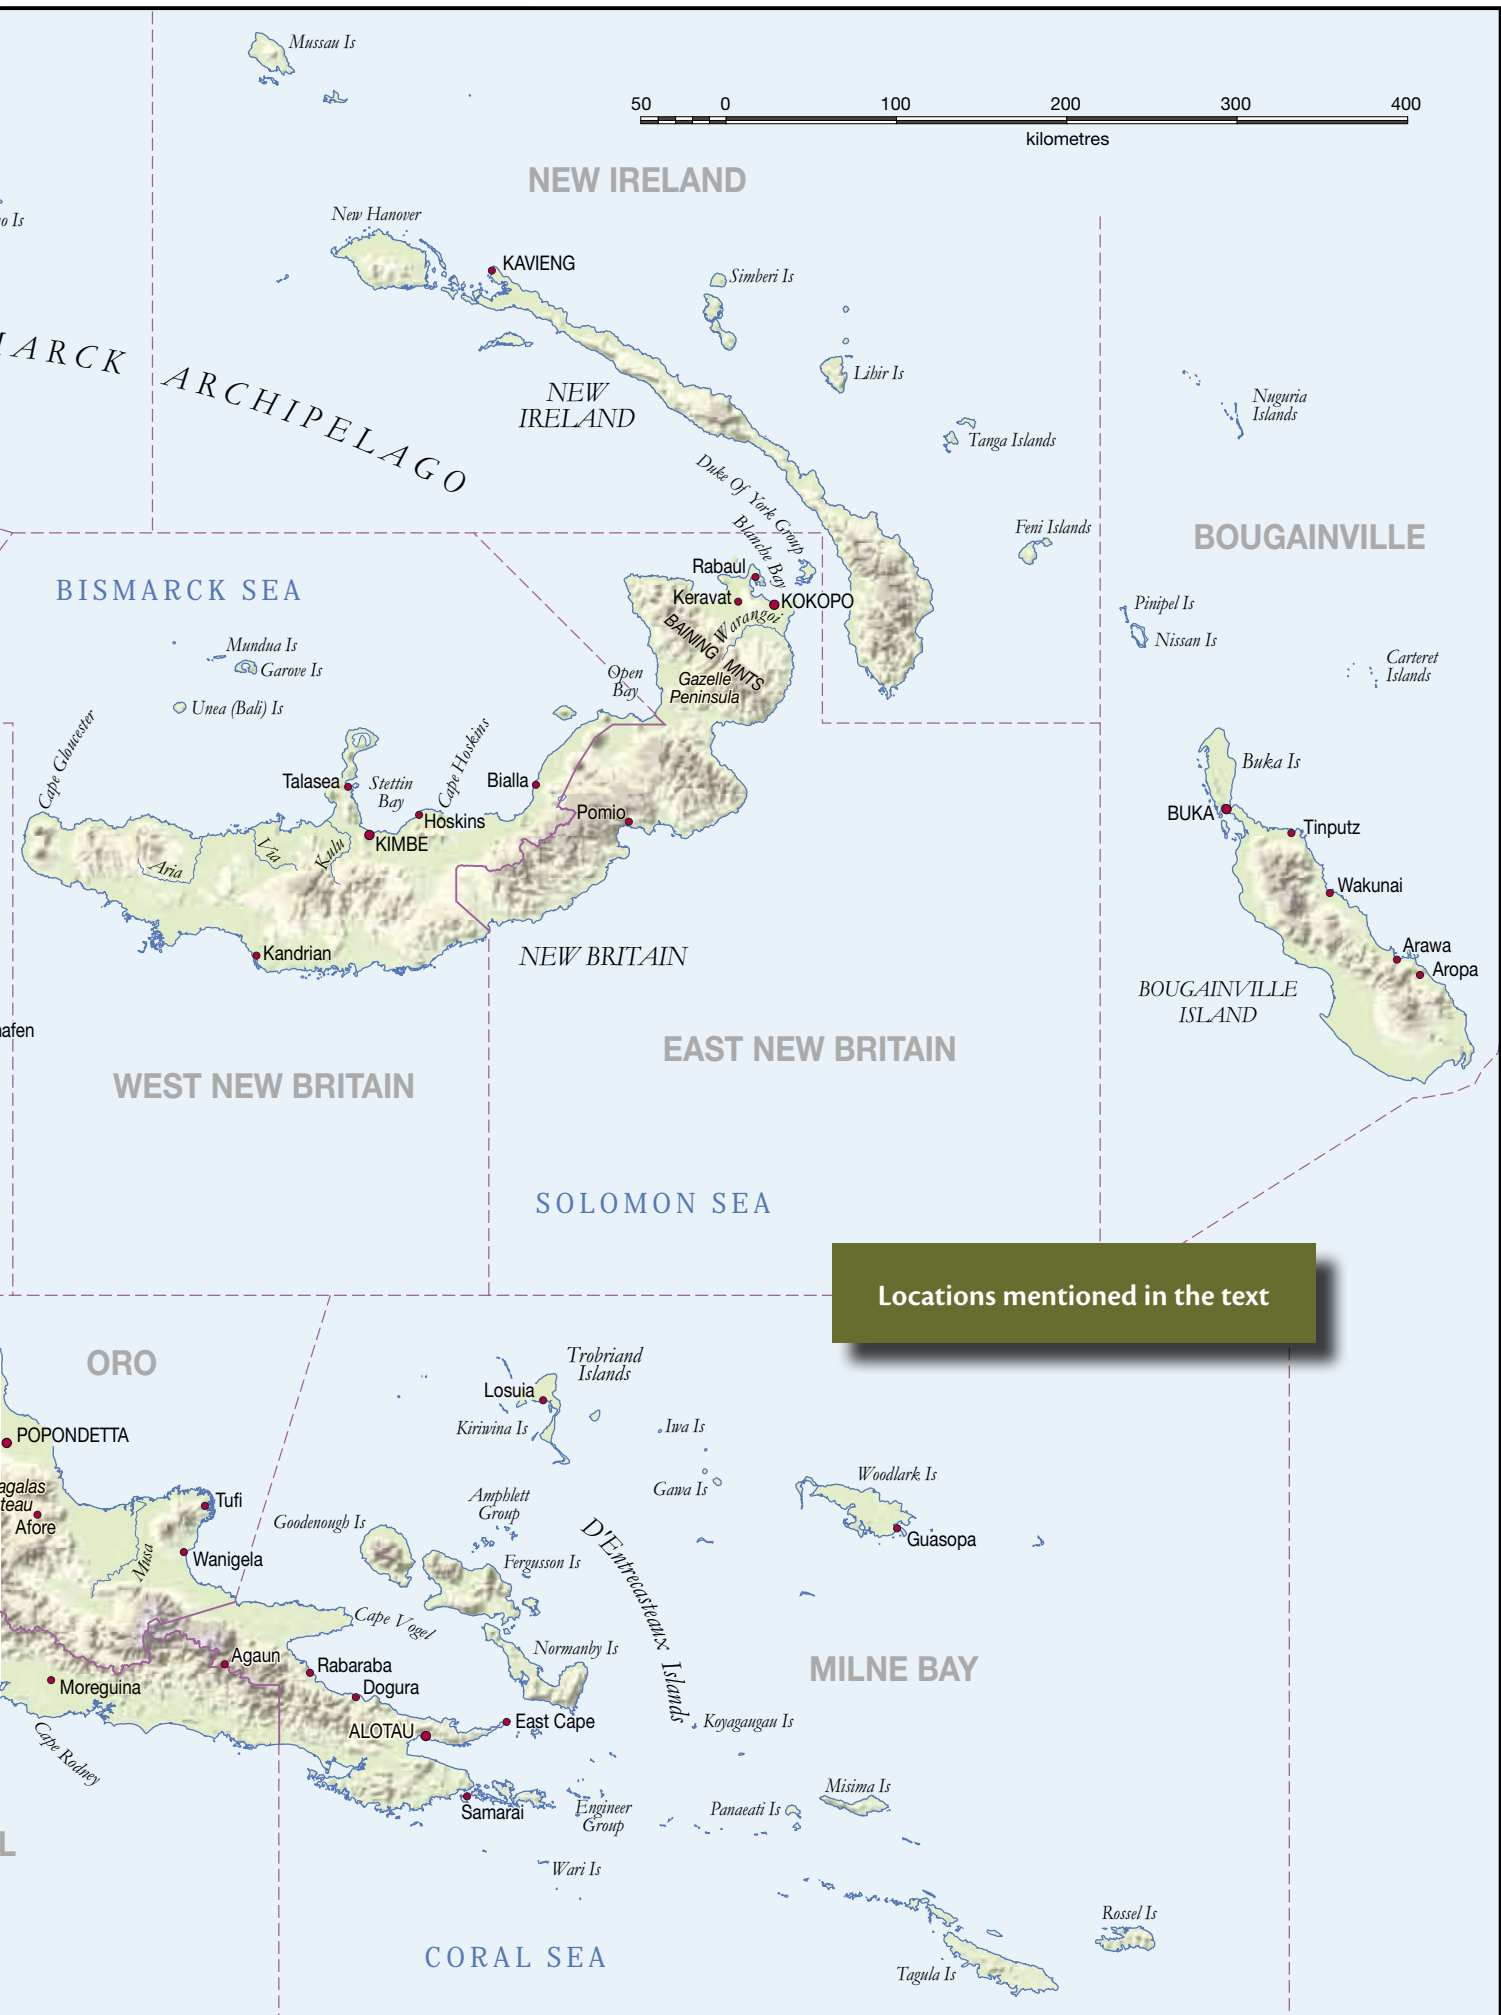 Mussau Is
50 0 100 200 300 400
kilometres
NEW IRELAND
New Hanover
o Is
KAVIENG
Simberi Is
ARCK ARCHIPELAGO
Lihir Is
NEW
IRELAND
Nuguria
Islands
Tanga Islands
Duke Of York Group
Blanche Bay
Feni Islands
BOUGAINVILLE
BISMARCK SEA
Rabaul
Keravat
KOKOPO
Warangoi
BAINING MNTS
Pinipel Is
Nissan Is
Mundua Is
Garove Is
Carteret
Islands
Open
Bay
Gazelle
Peninsula
Unea (Bali) Is
Cape Gloucester
Cape Hoskins
Talasea
Stettin
Bay
Bialla
Buka Is
Hoskins
Pomio
BUKA
Tinputz
KIMBE
Via
Kulu
Aria
Wakunai
Kandrian
NEW BRITAIN
Arawa
Aropa
BOUGAINVILLE
ISLAND
afen
EAST NEW BRITAIN
WEST NEW BRITAIN
SOLOMON SEA
Locations mentioned in the text
ORO
Trobriand
Islands
Losuia
Kiriwina Is
Iwa Is
POPONDETTA
Woodlark Is
Gawa Is
agalas
teau
Afore
Tufi
Amphlett
Group
Goodenough Is
D'Entrecasteaux Islands
Guasopa
Musa
Wanigela
Fergusson Is
Cape Vogel
Normanby Is
Agaun
Rabaraba
MILNE BAY
Moreguina
Dogura
ALOTAU
East Cape
Koyagaugau Is
Cape Rodney
Misima Is
Samarai
Engineer
Group
Panaeati Is
L
Wari Is
Rossel Is
CORAL SEA
Tagula Is